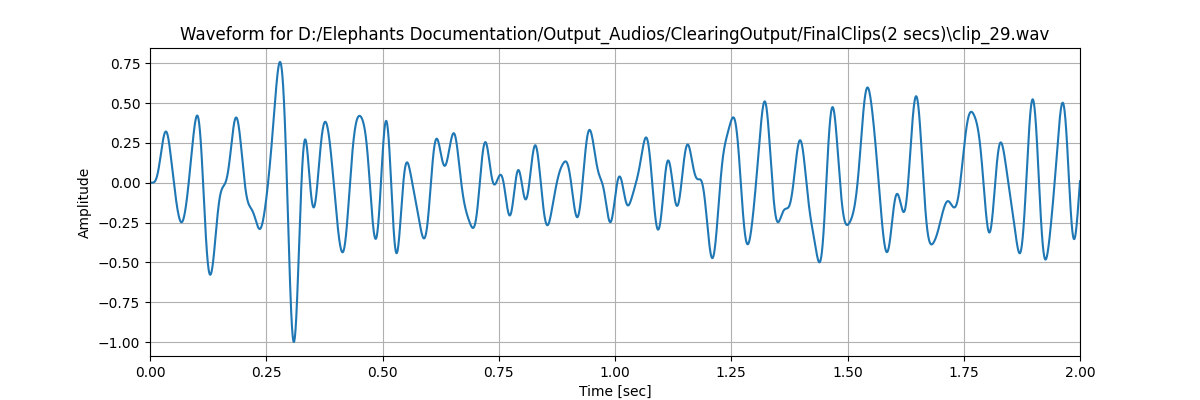 Waveform for D:/Elephants Documentation/Output_Audios/ClearingOutput/FinalClips(2 secs)\clip_29.wav
Amplitude
0.75
0.50
0.25
0.00
−0.25
−0.50
−0.75
−1.00
0.00 0.25 0.50 0.75 1.00 1.25 1.50 1.75 2.00
Time [sec]